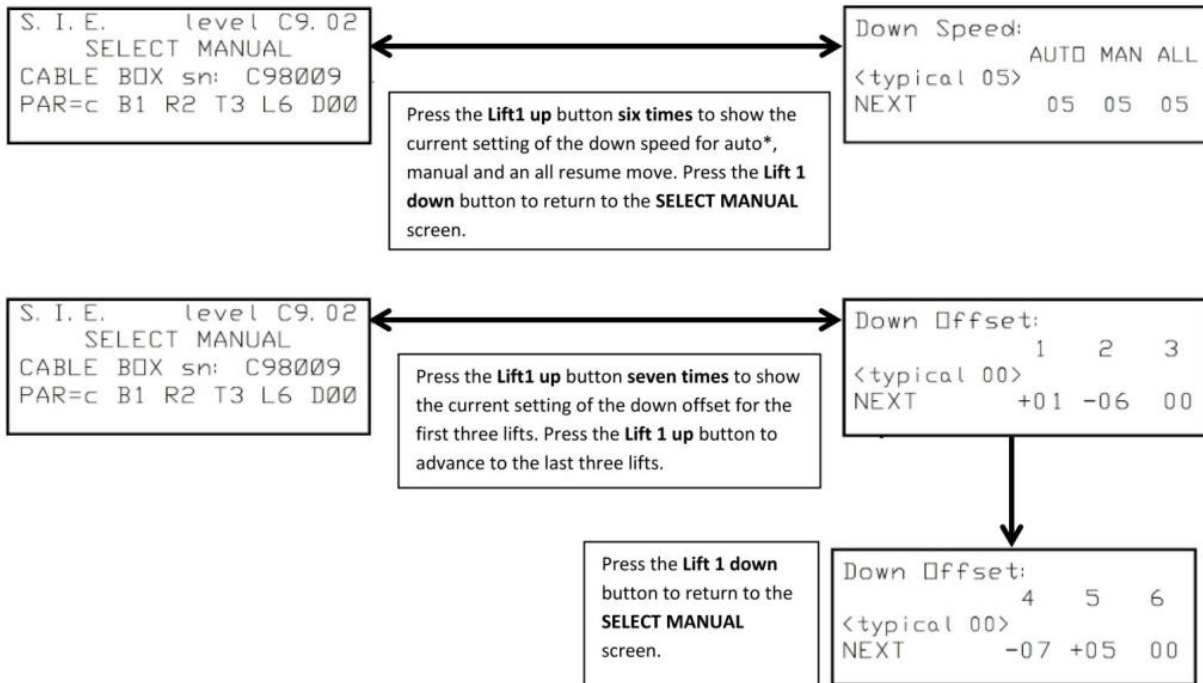 S. I. E. level C9.02
SELECT MANUAL
CABLE BOX sn: C98009
PAR=c B1 R2 T3 L6 D00
Press the Lift1 up button six times to show the
current setting of the down speed for auto*,
manual and an all resume move. Press the Lift 1
down button to return to the SELECT MANUAL
screen.
Down Speed:
AUTO MAN ALL
<typical 05>
NEXT 05 05 05
S. I. E. level C9.02
SELECT MANUAL
CABLE BOX sn: C98009
PAR=c B1 R2 T3 L6 D00
Press the Lift1 up button seven times to show
the current setting of the down offset for the
first three lifts. Press the Lift 1 up button to
advance to the last three lifts.
Down Offset:
1 2 3
<typical 00>
NEXT +01 -06 00
Press the Lift 1 down
button to return to the
SELECT MANUAL
screen.
Down Offset:
4 5 6
<typical 00>
NEXT -07 +05 00